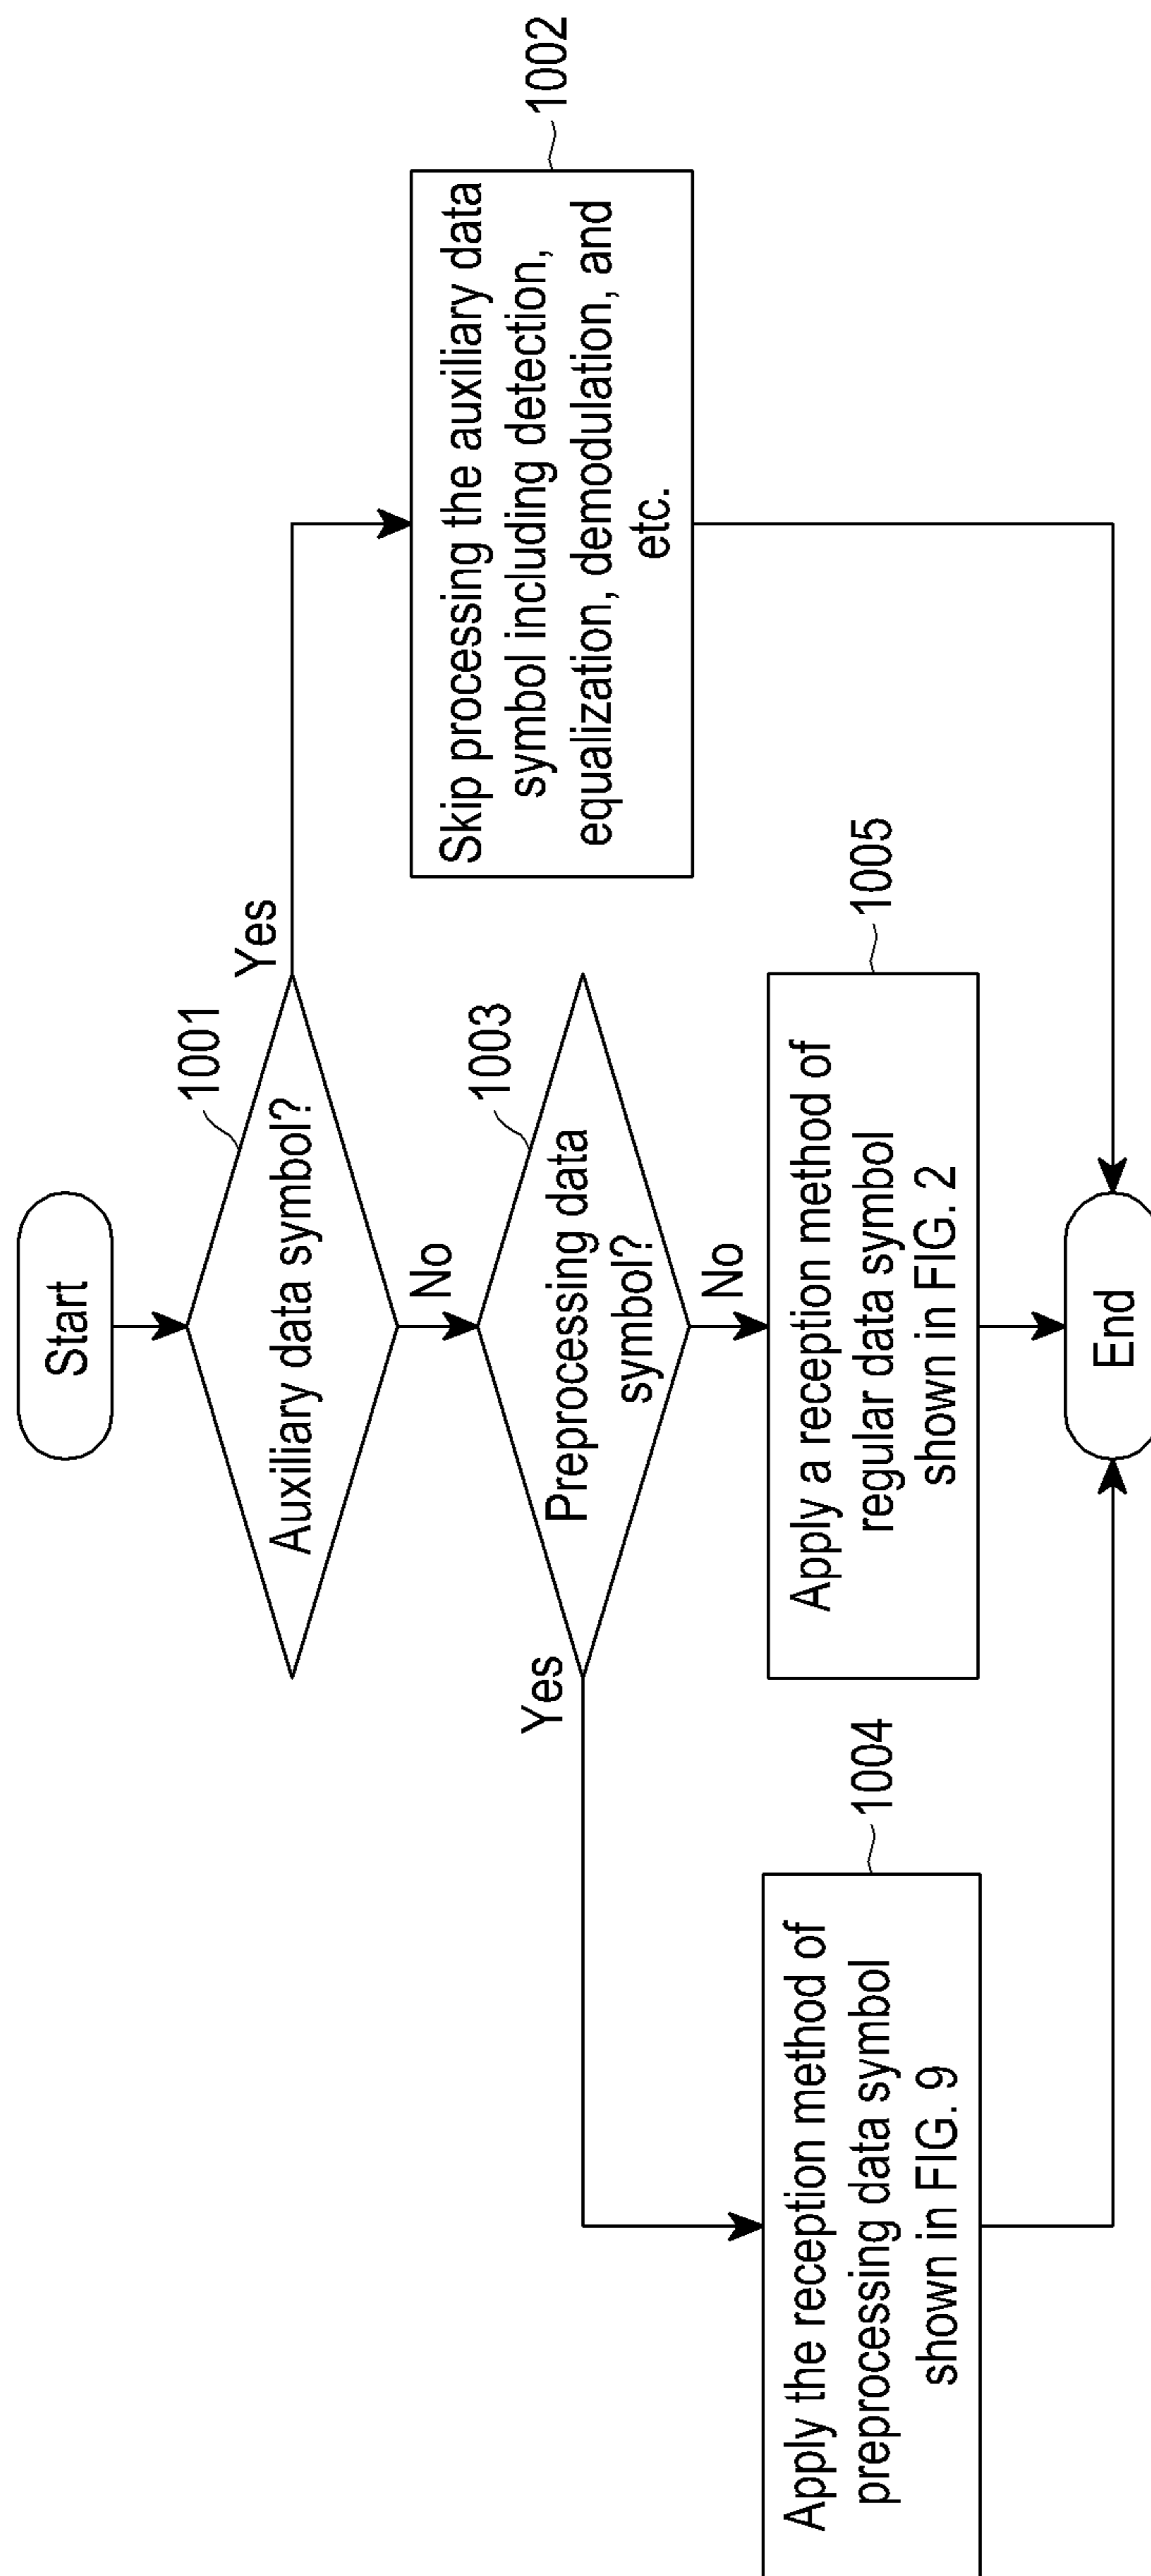 Start
1001
Auxiliary data symbol?
Yes
1002
Skip processing the auxiliary data
symbol including detection,
equalization, demodulation, and
etc.
No
1003
Preprocessing data
symbol?
Yes
No
1004
Apply the reception method of
preprocessing data symbol
shown in FIG. 9
1005
Apply a reception method of
regular data symbol
shown in FIG. 2
End